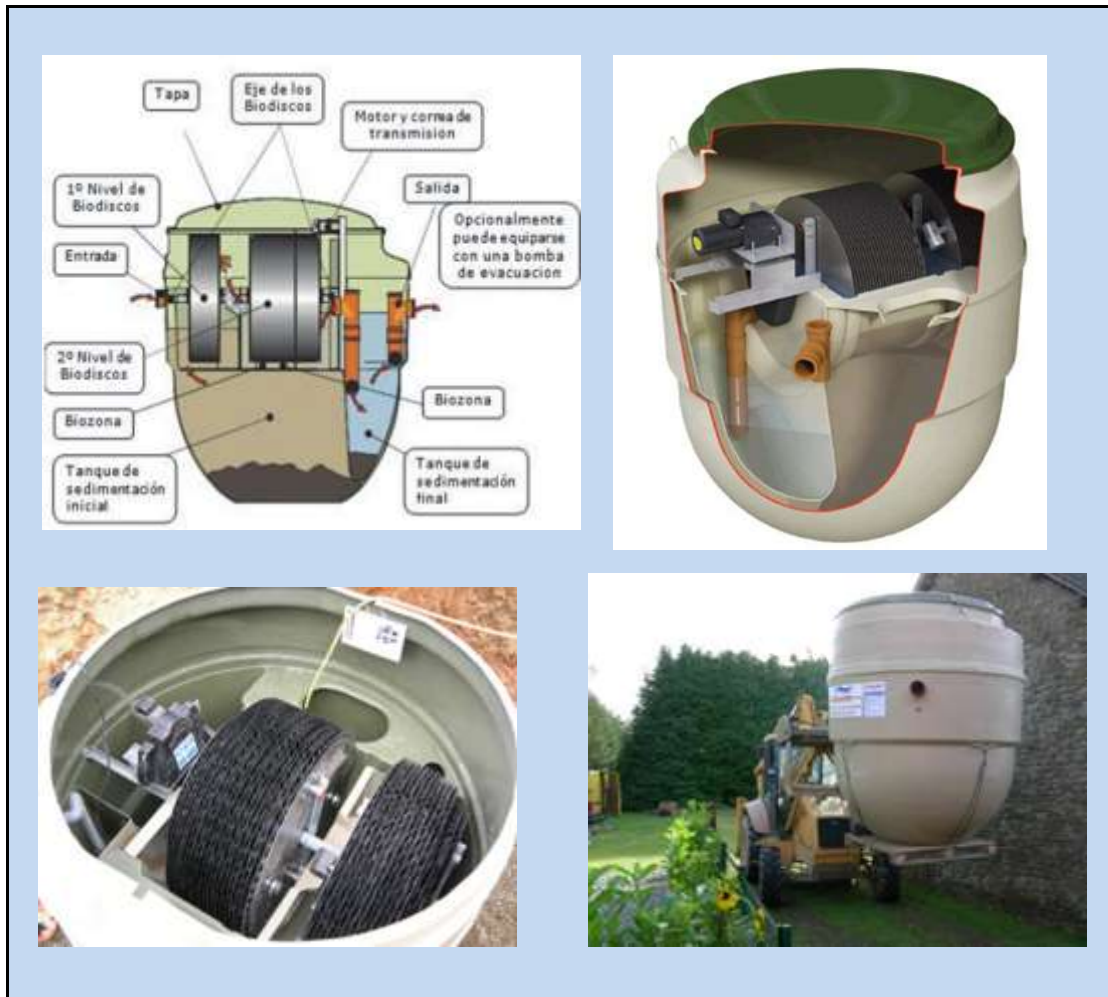 Tapa
Eje de los
Biodiscos
Motor y correa de
transmision
1º Nivel de
Biodiscos
Salida
Opcionalmente
puede equiparse
con una bomba
de evacuacion
Entrada
2º Nivel de
Biodiscos
Biozona
Biozona
Tanque de
sedimentación
inicial
Tanque de
sedimentación
final